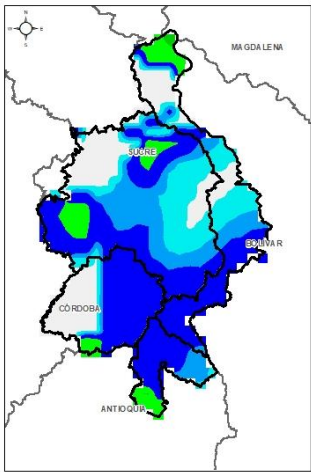 N
W E
S
MAGDALENA
SUCRE
BOLIVAR
CÓRDOBA
ANTIOQUIA